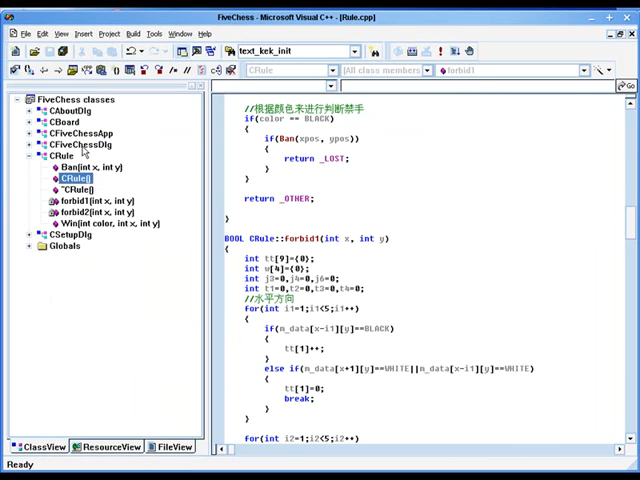 FiveChess - Microsoft Visual C++ - [Rule.cpp]
File Edit View Insert Project Build Tools Window Help
text_kek_init
CRule [All class members] forbid1
Go
FiveChess classes
CAboutDlg
CBoard
CFiveChessApp
CFiveChessDlg
CRule
Ban(int x, int y)
CRule()
~CRule()
forbid1(int x, int y)
forbid2(int x, int y)
Win(int color, int x, int y)
CSetupDlg
Globals
ClassView ResourceView FileView
//根据颜色来进行判断禁手
if(color == BLACK)
{
if(Ban(xpos, ypos))
{
return _LOST;
}
}
return _OTHER;
}
BOOL CRule::forbid1(int x, int y)
{
int tt[9]={0};
int u[4]={0};
int j3=0,j4=0,j6=0;
int t1=0,t2=0,t3=0,t4=0;
//水平方向
for(int i1=1;i1<5;i1++)
{
if(m_data[x-i1][y]==BLACK)
{
tt[1]++;
}
else if(m_data[x+1][y]==WHITE||m_data[x-i1][y]==WHITE)
{
tt[1]=0;
break;
}
}
for(int i2=1;i2<5;i2++)
Ready